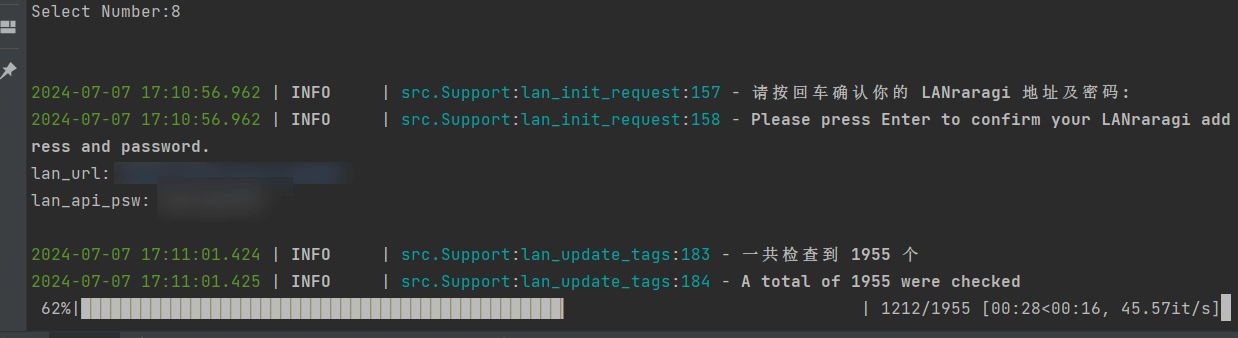 Select Number:8
2024-07-07 17:10:56.962 | INFO     | src.Support:lan_init_request:157 - 请按回车确认你的 LANraragi 地址及密码:
2024-07-07 17:10:56.962 | INFO     | src.Support:lan_init_request:158 - Please press Enter to confirm your LANraragi add
ress and password.
lan_url:
lan_api_psw:
2024-07-07 17:11:01.424 | INFO     | src.Support:lan_update_tags:183 - 一共检查到 1955 个
2024-07-07 17:11:01.425 | INFO     | src.Support:lan_update_tags:184 - A total of 1955 were checked
62%| | 1212/1955 [00:28<00:16, 45.57it/s]